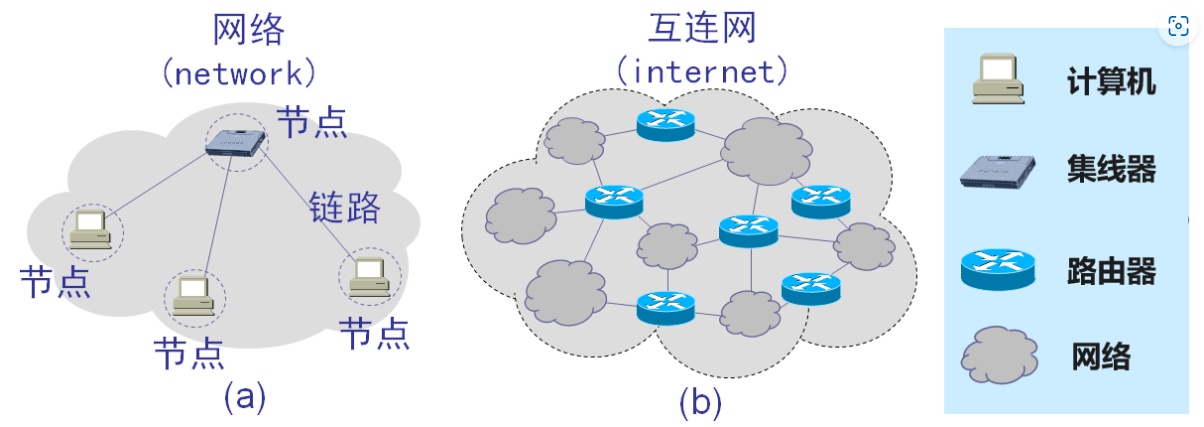 网络
(network)
节点
链路
节点
节点
节点
(a)
互连网
(internet)
(b)
计算机
集线器
路由器
网络